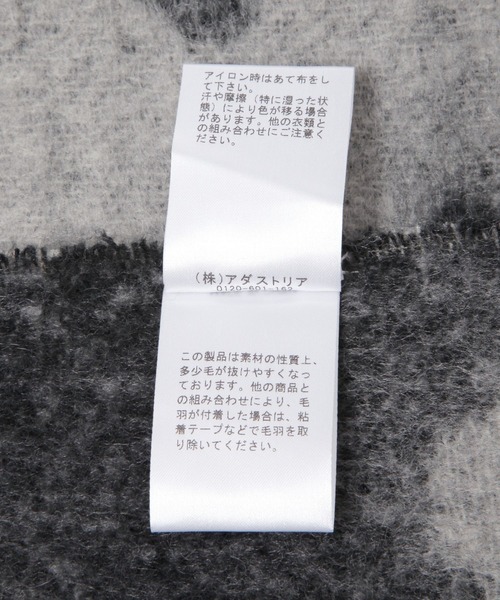 アイロン時はあて布をし
て下さい。
汗や摩擦（特に湿った状
態）により色が移る場合
があります。他の衣類と
の組み合わせにご注意く
ださい。
（株）アダストリア
0120-601-162
この製品は素材の性質上、
多少毛が抜けやすくなっ
ております。他の商品と
の組み合わせにより、毛
羽が付着した場合は、粘
着テープなどで毛羽を取
り除いてください。